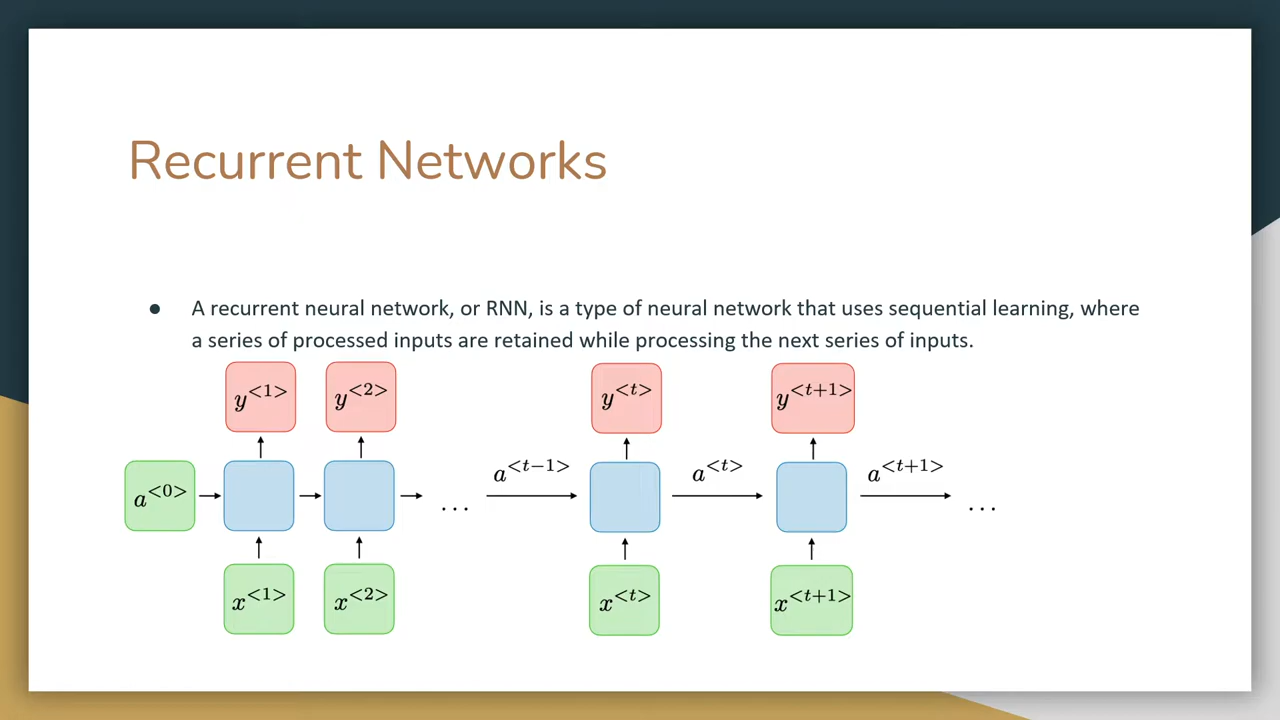 Recurrent Networks
● A recurrent neural network, or RNN, is a type of neural network that uses sequential learning, where
a series of processed inputs are retained while processing the next series of inputs.
y<1> y<2> y<t> y<t+1>
a<0> ... a<t−1> a<t> a<t+1> ...
x<1> x<2> x<t> x<t+1>